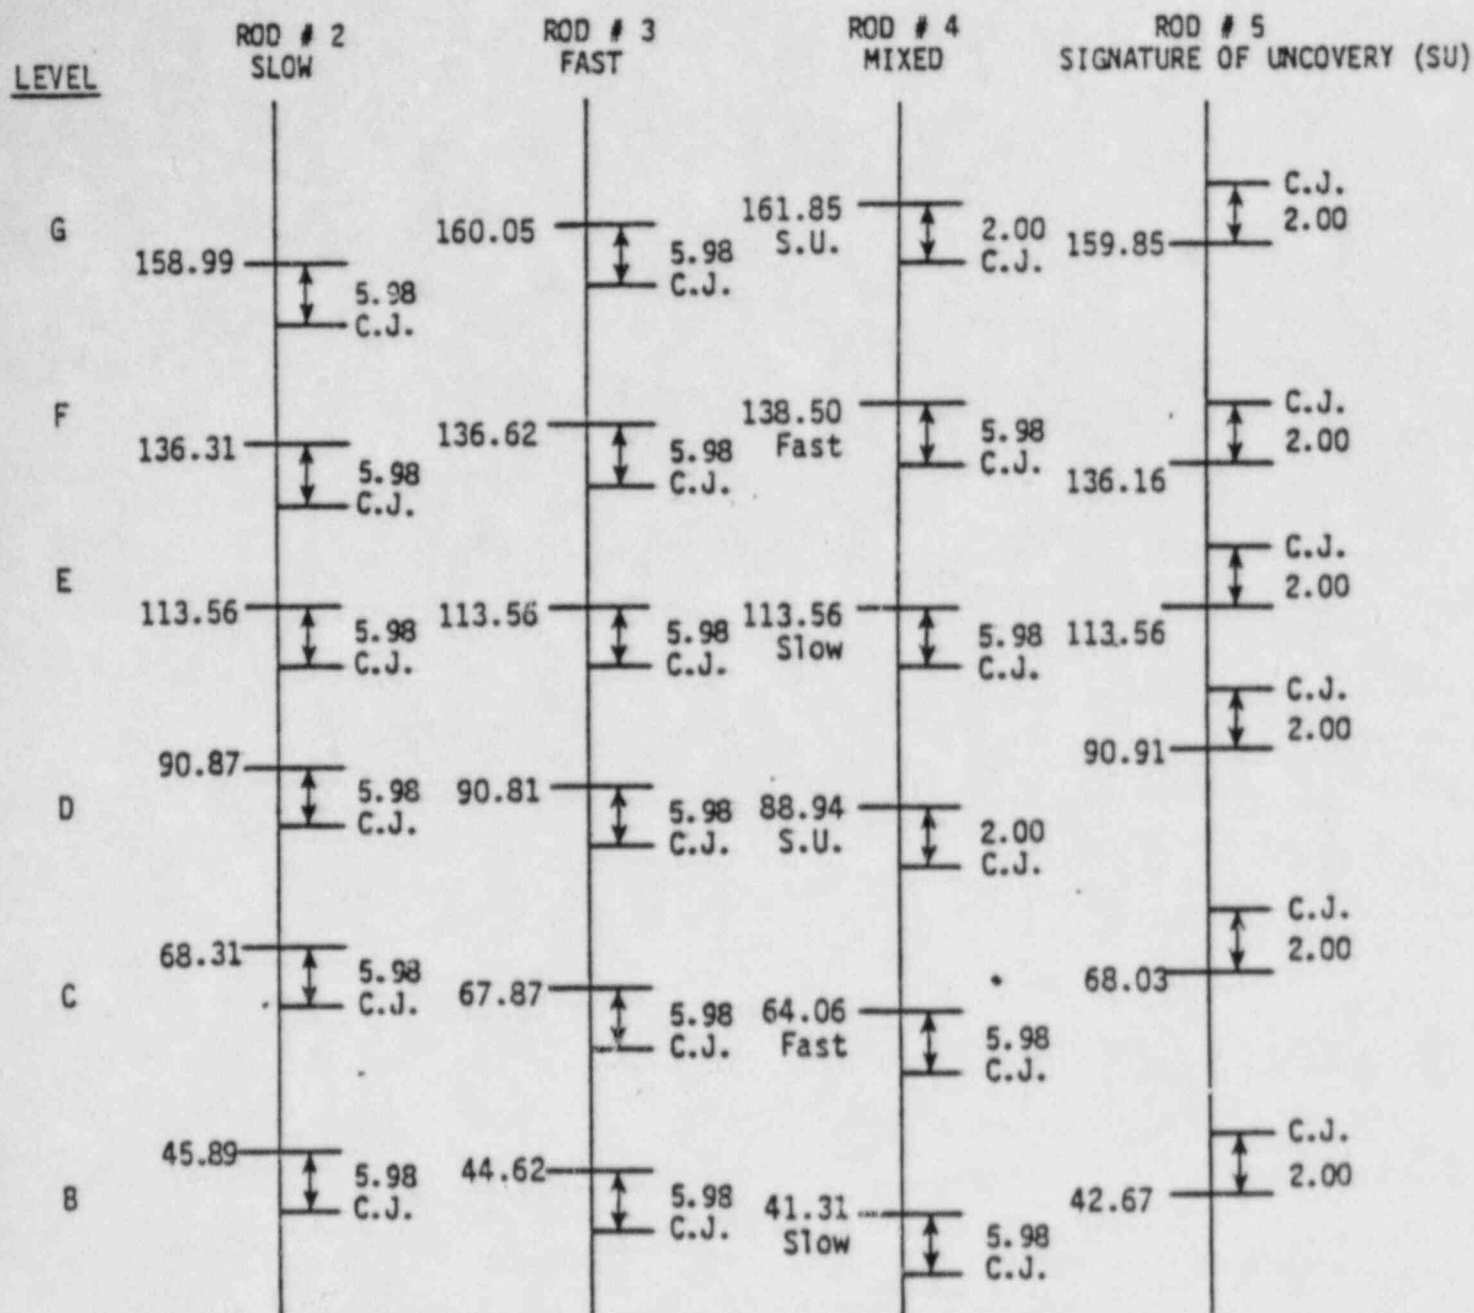 ROD # 2
SLOW
ROD # 3
FAST
ROD # 4
MIXED
ROD # 5
SIGNATURE OF UNCOVERY (SU)
LEVEL
G
158.99
5.98
C.J.
160.05
5.98
C.J.
161.85
S.U.
2.00
C.J.
159.85
C.J.
2.00
F
136.31
5.98
C.J.
136.62
5.98
C.J.
138.50
Fast
5.98
C.J.
136.16
C.J.
2.00
E
113.56
5.98
C.J.
113.56
5.98
C.J.
113.56
Slow
5.98
C.J.
113.56
C.J.
2.00
D
90.87
5.98
C.J.
90.81
5.98
C.J.
88.94
S.U.
2.00
C.J.
90.91
C.J.
2.00
C
68.31
5.98
C.J.
67.87
5.98
C.J.
64.06
Fast
5.98
C.J.
68.03
C.J.
2.00
B
45.89
5.98
C.J.
44.62
5.98
C.J.
41.31
Slow
5.98
C.J.
42.67
C.J.
2.00